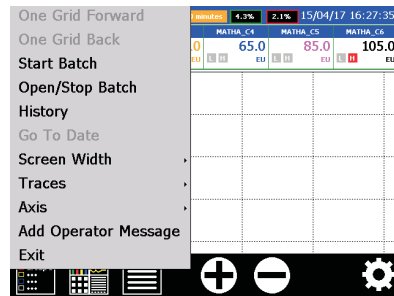 One Grid Forward
One Grid Back
Start Batch
Open/Stop Batch
History
Go To Date
Screen Width
Traces
Axis
Add Operator Message
Exit
minutes 4.3% 2.1% 15/04/17 16:27:35
MATHA_C4 MATHA_C5 MATHA_C6
.0 65.0 85.0 105.0
EU L H EU L H EU L H EU